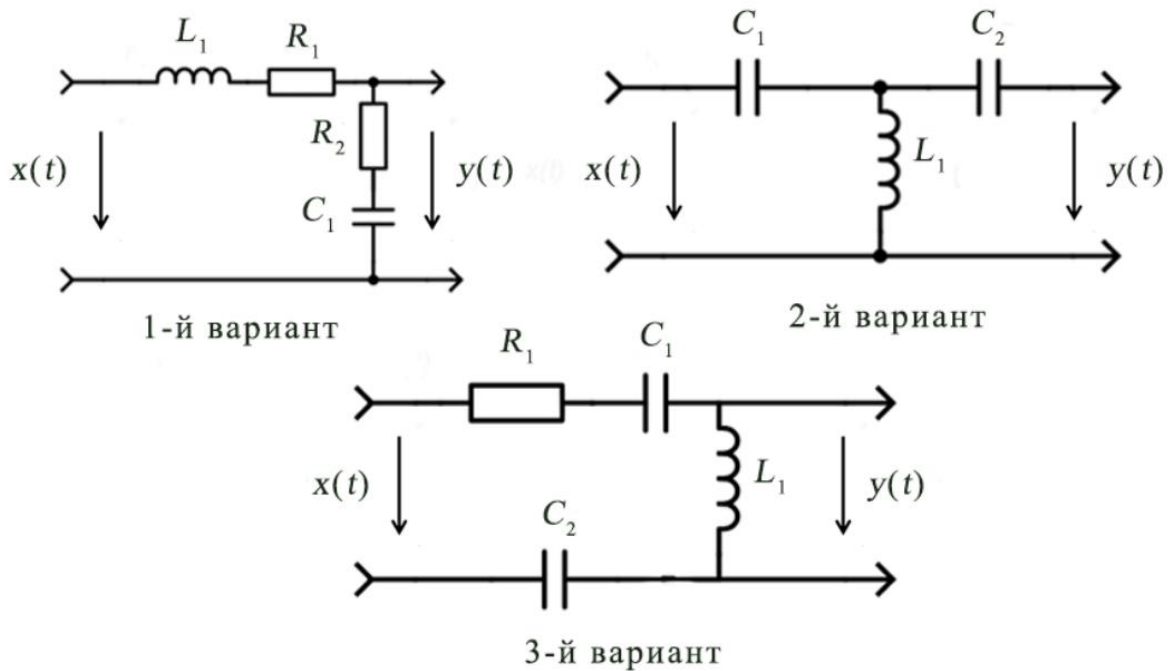 L₁ R₁
R₂
x(t) y(t)
C₁
1-й вариант
C₁ C₂
x(t) L₁ y(t)
2-й вариант
R₁ C₁
x(t) L₁ y(t)
C₂
3-й вариант